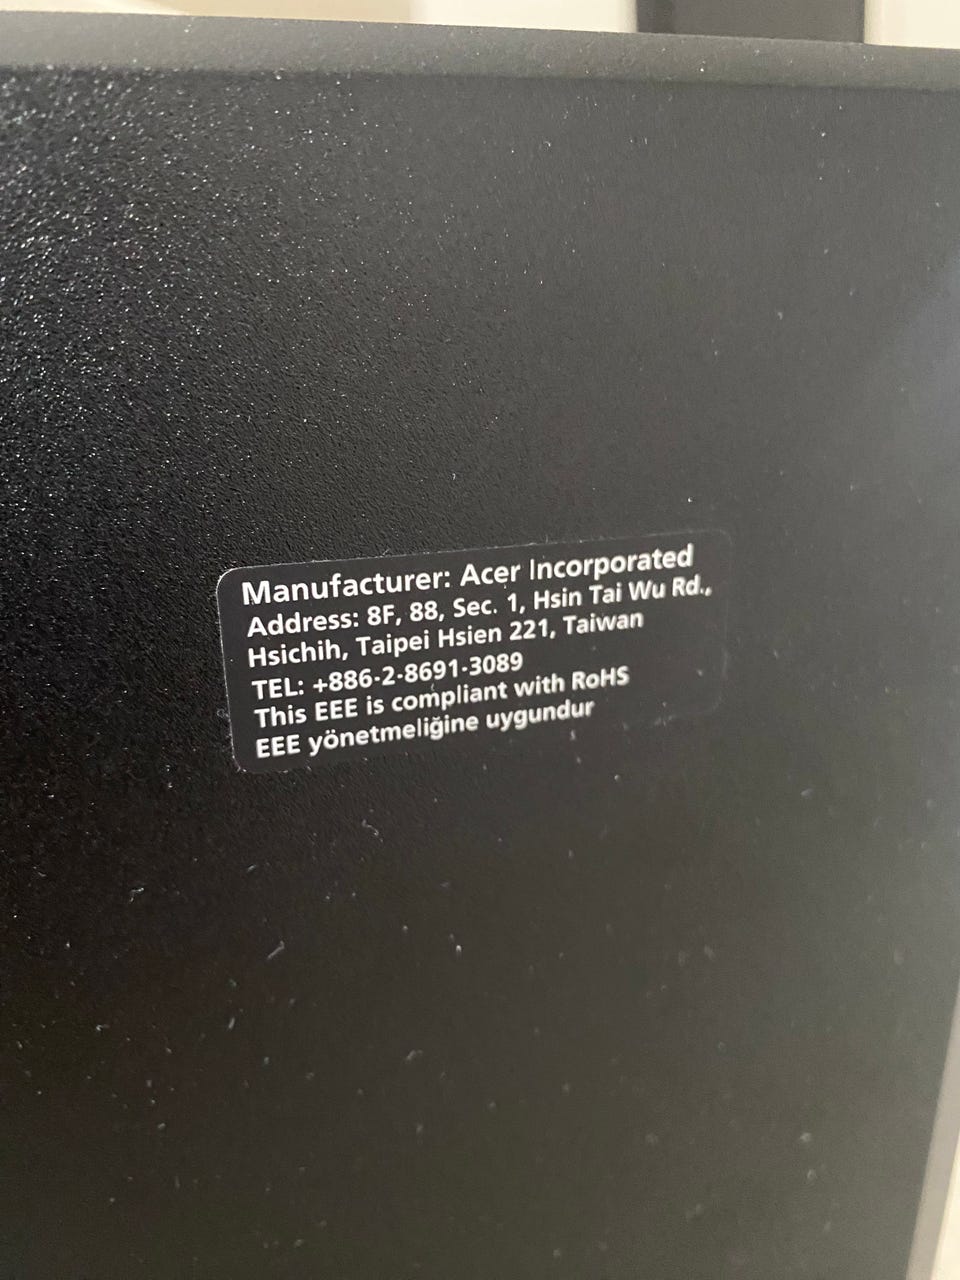 Manufacturer: Acer Incorporated
Address: 8F, 88, Sec. 1, Hsin Tai Wu Rd.,
Hsichih, Taipei Hsien 221, Taiwan
TEL: +886-2-8691-3089
This EEE is compliant with RoHS
EEE yönetmeliğine uygundur